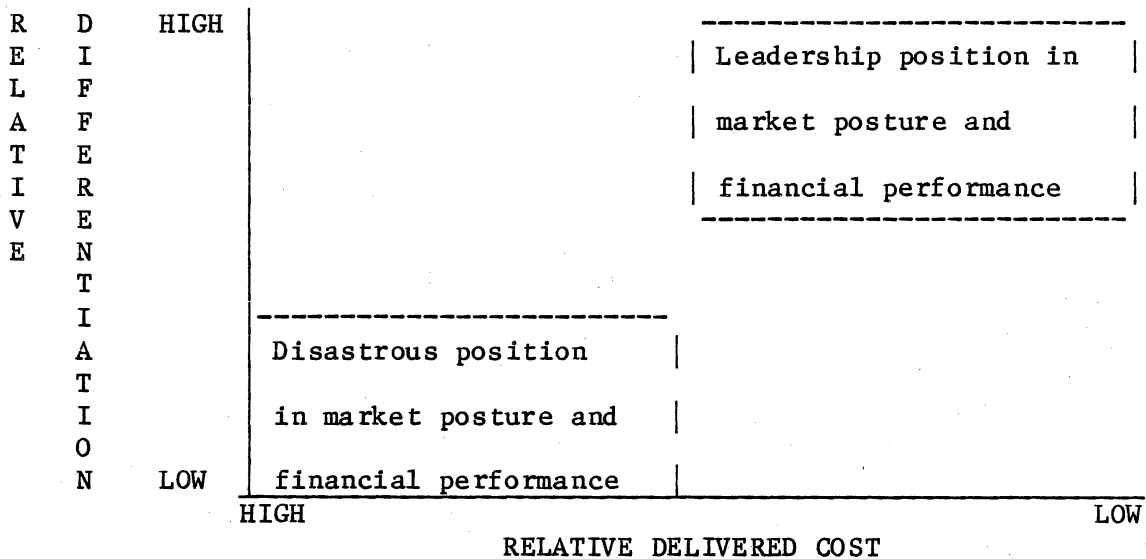 RELATIVE
DIFFERENTIATION
HIGH
Leadership position in
market posture and
financial performance
Disastrous position
in market posture and
financial performance
LOW
HIGH
LOW
RELATIVE DELIVERED COST